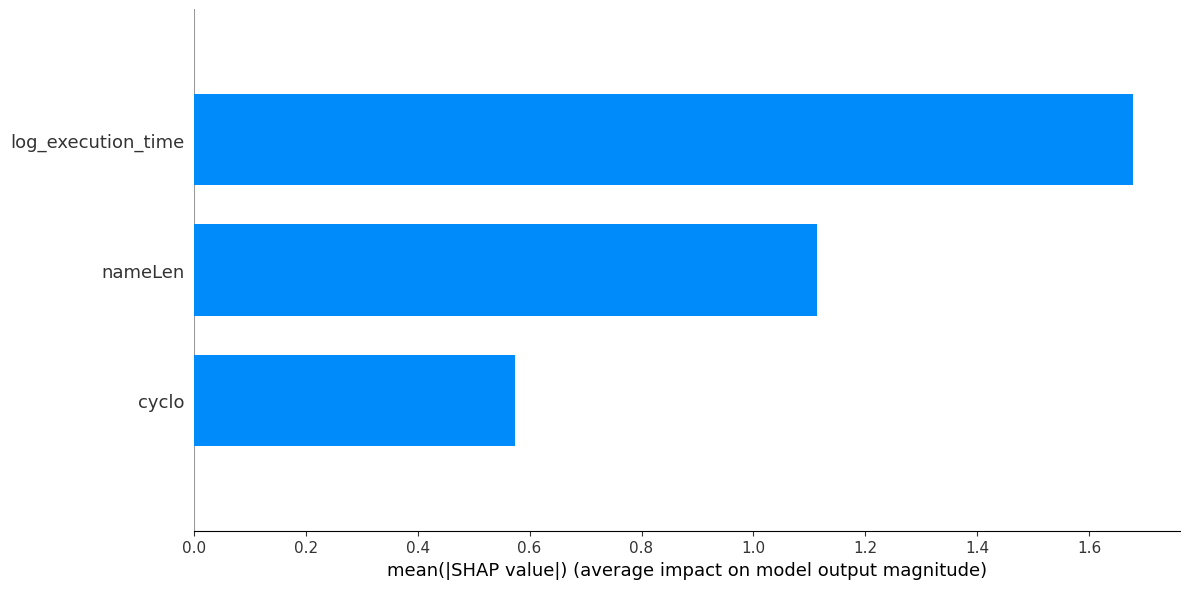 log_execution_time
nameLen
cyclo
0.0 0.2 0.4 0.6 0.8 1.0 1.2 1.4 1.6
mean(|SHAP value|) (average impact on model output magnitude)